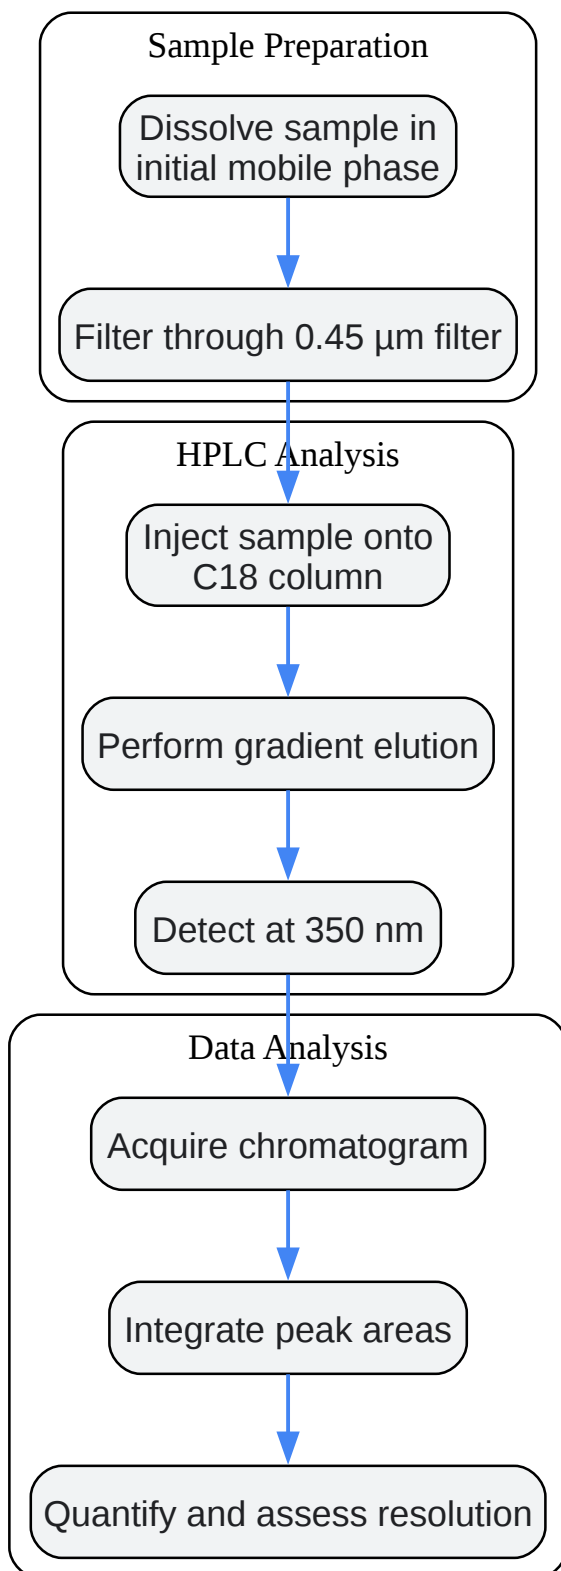 Sample Preparation
Dissolve sample in
initial mobile phase
Filter through 0.45 µm filter
HPLC Analysis
Inject sample onto
C18 column
Perform gradient elution
Detect at 350 nm
Data Analysis
Acquire chromatogram
Integrate peak areas
Quantify and assess resolution